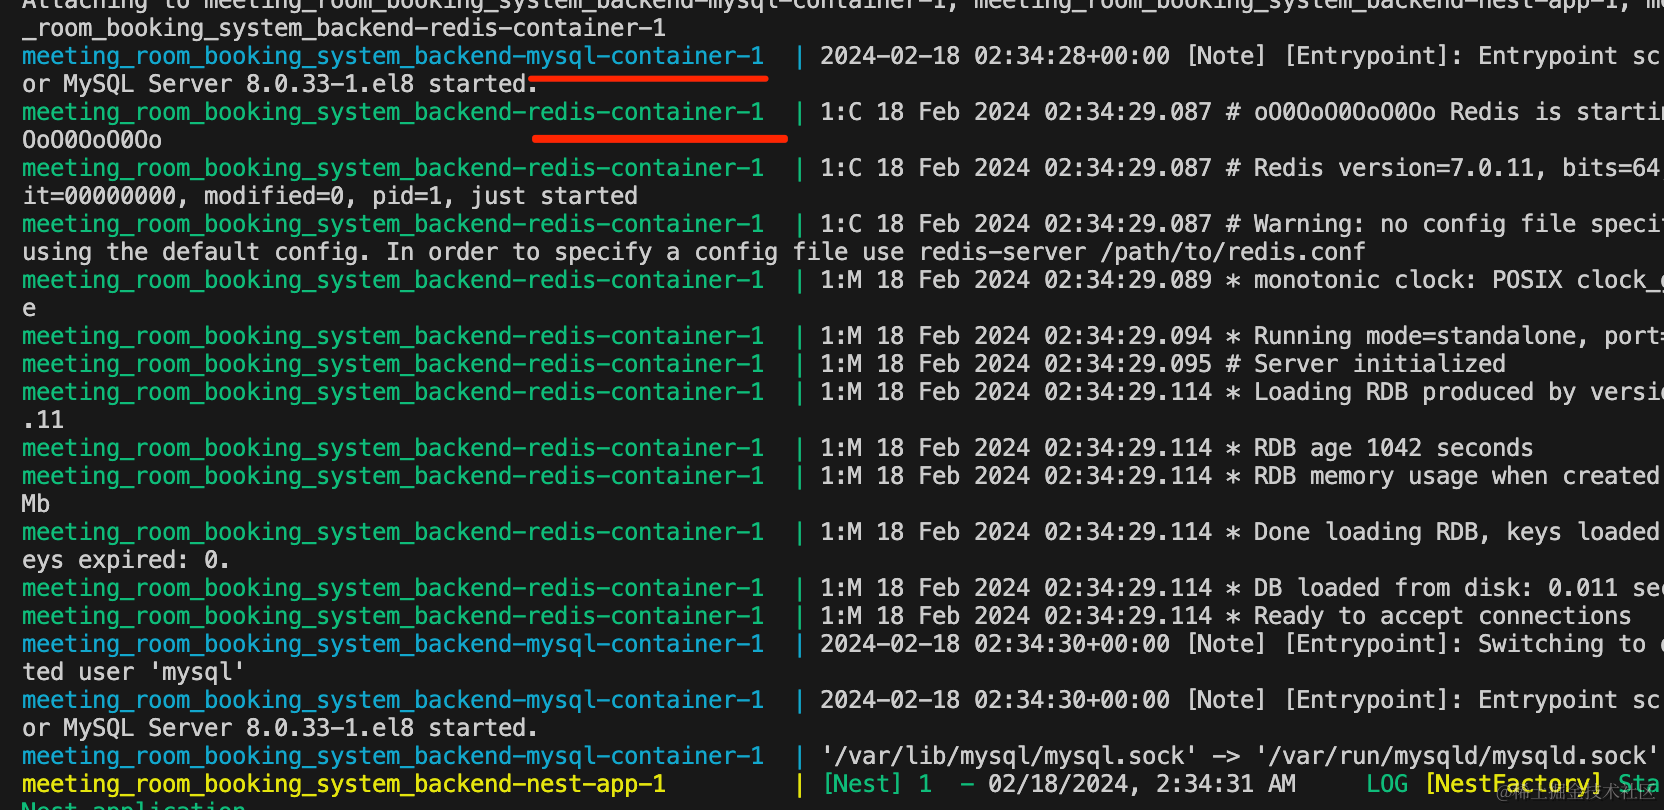 Attaching to meeting_room_booking_system_backend-mysql-container-1, meeting_room_booking_system_backend-nest-app-1,
_room_booking_system_backend-redis-container-1
meeting_room_booking_system_backend-mysql-container-1 | 2024-02-18 02:34:28+00:00 [Note] [Entrypoint]: Entrypoint sc
or MySQL Server 8.0.33-1.el8 started.
meeting_room_booking_system_backend-redis-container-1 | 1:C 18 Feb 2024 02:34:29.087 # oO0OoO0OoO0Oo Redis is starti
OoO0OoO0Oo
meeting_room_booking_system_backend-redis-container-1 | 1:C 18 Feb 2024 02:34:29.087 # Redis version=7.0.11, bits=64
it=00000000, modified=0, pid=1, just started
meeting_room_booking_system_backend-redis-container-1 | 1:C 18 Feb 2024 02:34:29.087 # Warning: no config file specif
using the default config. In order to specify a config file use redis-server /path/to/redis.conf
meeting_room_booking_system_backend-redis-container-1 | 1:M 18 Feb 2024 02:34:29.089 * monotonic clock: POSIX clock_g
e
meeting_room_booking_system_backend-redis-container-1 | 1:M 18 Feb 2024 02:34:29.094 * Running mode=standalone, port=
meeting_room_booking_system_backend-redis-container-1 | 1:M 18 Feb 2024 02:34:29.095 # Server initialized
meeting_room_booking_system_backend-redis-container-1 | 1:M 18 Feb 2024 02:34:29.114 * Loading RDB produced by versio
.11
meeting_room_booking_system_backend-redis-container-1 | 1:M 18 Feb 2024 02:34:29.114 * RDB age 1042 seconds
meeting_room_booking_system_backend-redis-container-1 | 1:M 18 Feb 2024 02:34:29.114 * RDB memory usage when created
Mb
meeting_room_booking_system_backend-redis-container-1 | 1:M 18 Feb 2024 02:34:29.114 * Done loading RDB, keys loaded
eys expired: 0.
meeting_room_booking_system_backend-redis-container-1 | 1:M 18 Feb 2024 02:34:29.114 * DB loaded from disk: 0.011 sec
meeting_room_booking_system_backend-redis-container-1 | 1:M 18 Feb 2024 02:34:29.114 * Ready to accept connections
meeting_room_booking_system_backend-mysql-container-1 | 2024-02-18 02:34:30+00:00 [Note] [Entrypoint]: Switching to
ted user 'mysql'
meeting_room_booking_system_backend-mysql-container-1 | 2024-02-18 02:34:30+00:00 [Note] [Entrypoint]: Entrypoint sc
or MySQL Server 8.0.33-1.el8 started.
meeting_room_booking_system_backend-mysql-container-1 | '/var/lib/mysql/mysql.sock' -> '/var/run/mysqld/mysqld.sock'
meeting_room_booking_system_backend-nest-app-1 | [Nest] 1 - 02/18/2024, 2:34:31 AM LOG [NestFactory] Sta
Nest application
@稀土掘金技术社区